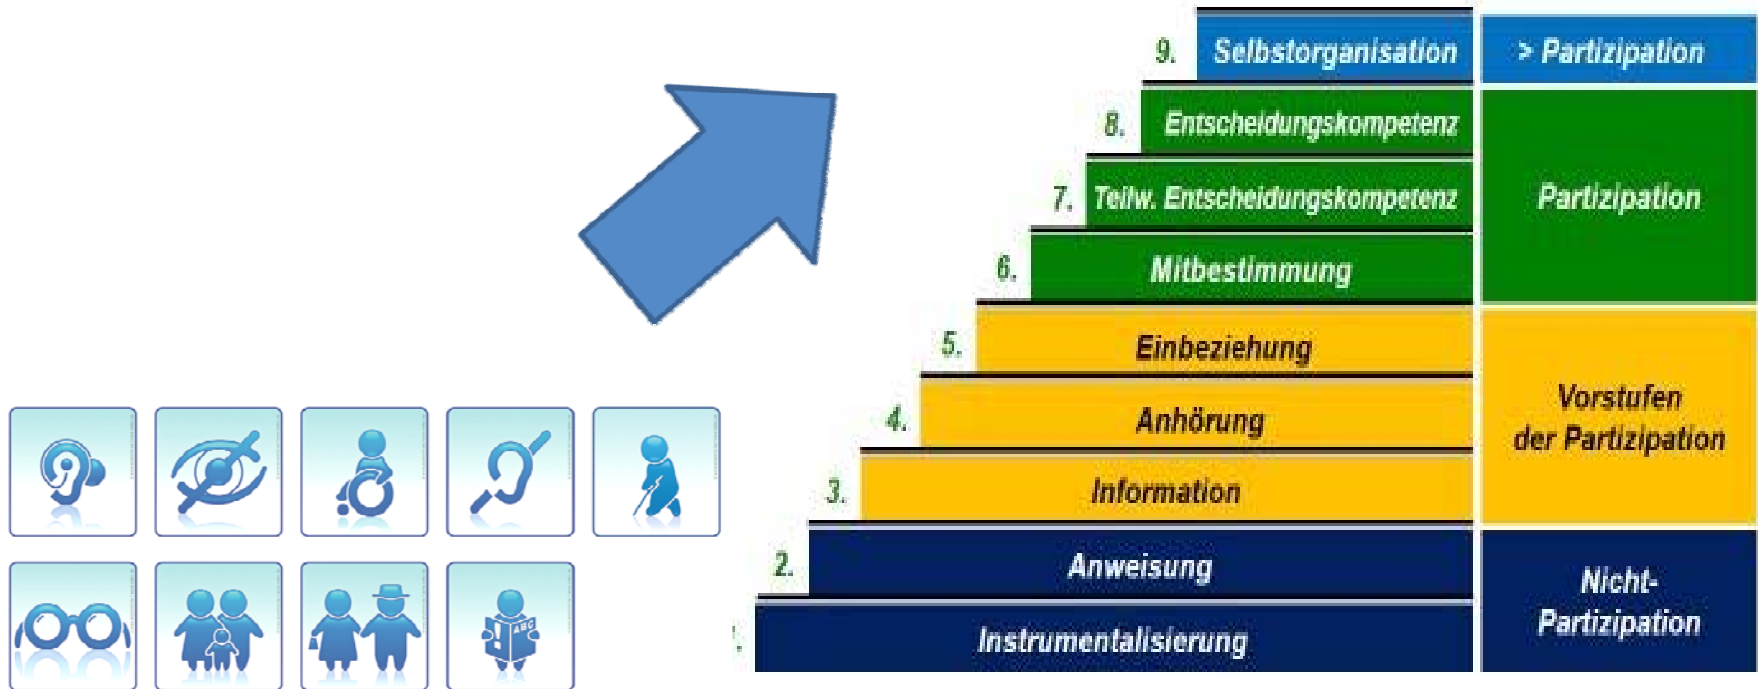 9. Selbstorganisation > Partizipation
8. Entscheidungskompetenz
7. Teilw. Entscheidungskompetenz Partizipation
6. Mitbestimmung
5. Einbeziehung
4. Anhörung Vorstufen
der Partizipation
3. Information
2. Anweisung Nicht-
Partizipation
Instrumentalisierung
ABC